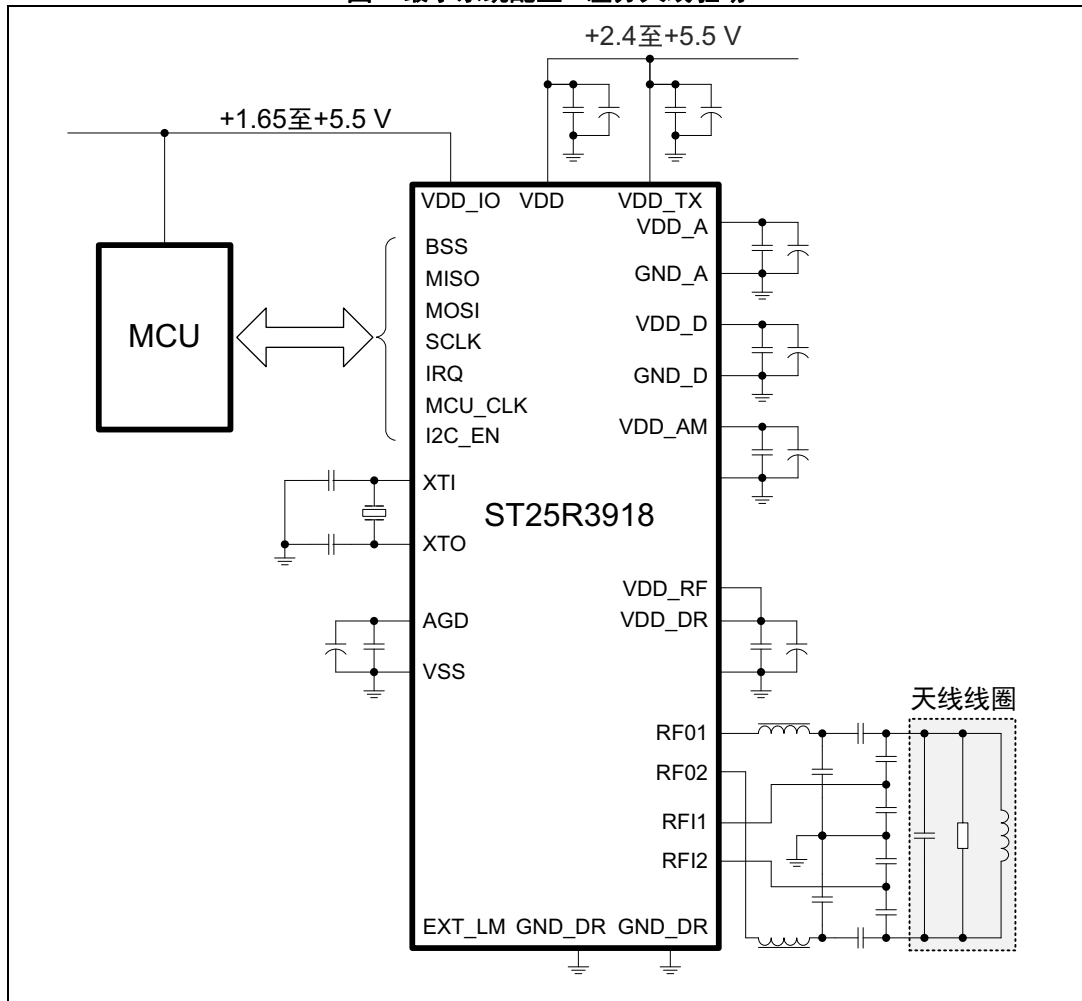 +2.4至+5.5 V
+1.65至+5.5 V
VDD_IO VDD VDD_TX
VDD_A
BSS
GND_A
MISO
MOSI
VDD_D
MCU
SCLK
IRQ
GND_D
MCU_CLK
VDD_AM
I2C_EN
XTI
ST25R3918
XTO
VDD_RF
AGD
VDD_DR
VSS
天线线圈
RF01
RF02
RFI1
RFI2
EXT_LM GND_DR GND_DR